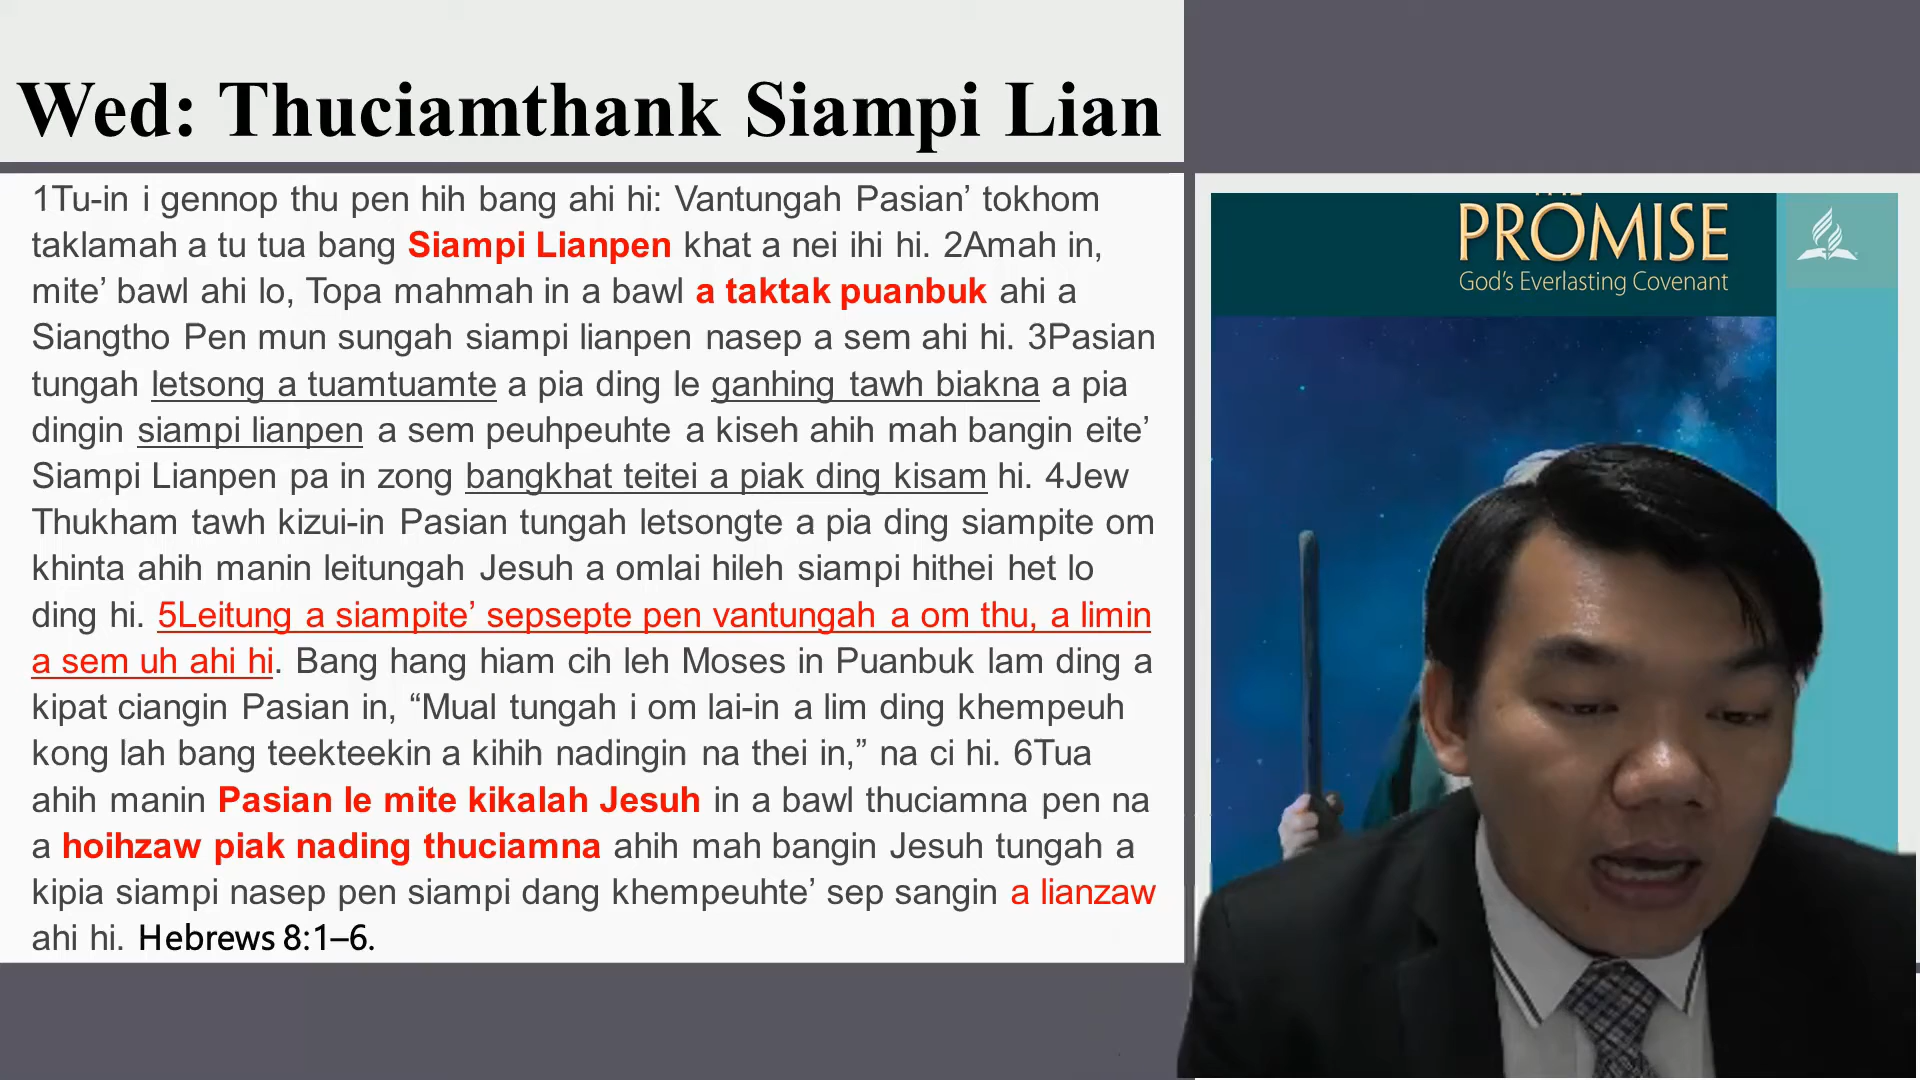 Wed: Thuciamthank Siampi Lian
1Tu-in i gennop thu pen hih bang ahi hi: Vantungah Pasian’ tokhom
taklamah a tu tua bang Siampi Lianpen khat a nei ihi hi. 2Amah in,
mite’ bawl ahi lo, Topa mahmah in a bawl a taktak puanbuk ahi a
Siangtho Pen mun sungah siampi lianpen nasep a sem ahi hi. 3Pasian
tungah letsong a tuamtuamte a pia ding le ganhing tawh biakna a pia
dingin siampi lianpen a sem peuhpeuhte a kiseh ahih mah bangin eite’
Siampi Lianpen pa in zong bangkhat teitei a piak ding kisam hi. 4Jew
Thukham tawh kizui-in Pasian tungah letsongte a pia ding siampite om
khinta ahih manin leitungah Jesuh a omlai hileh siampi hithei het lo
ding hi. 5Leitung a siampite’ sepsepte pen vantungah a om thu, a limin
a sem uh ahi hi. Bang hang hiam cih leh Moses in Puanbuk lam ding a
kipat ciangin Pasian in, “Mual tungah i om lai-in a lim ding khempeuh
kong lah bang teekteekin a kihih nadingin na thei in,” na ci hi. 6Tua
ahih manin Pasian le mite kikalah Jesuh in a bawl thuciamna pen na
a hoihzaw piak nading thuciamna ahih mah bangin Jesuh tungah a
kipia siampi nasep pen siampi dang khempeuhte’ sep sangin a lianzaw
ahi hi. Hebrews 8:1–6.
PROMISE
God’s Everlasting Covenant